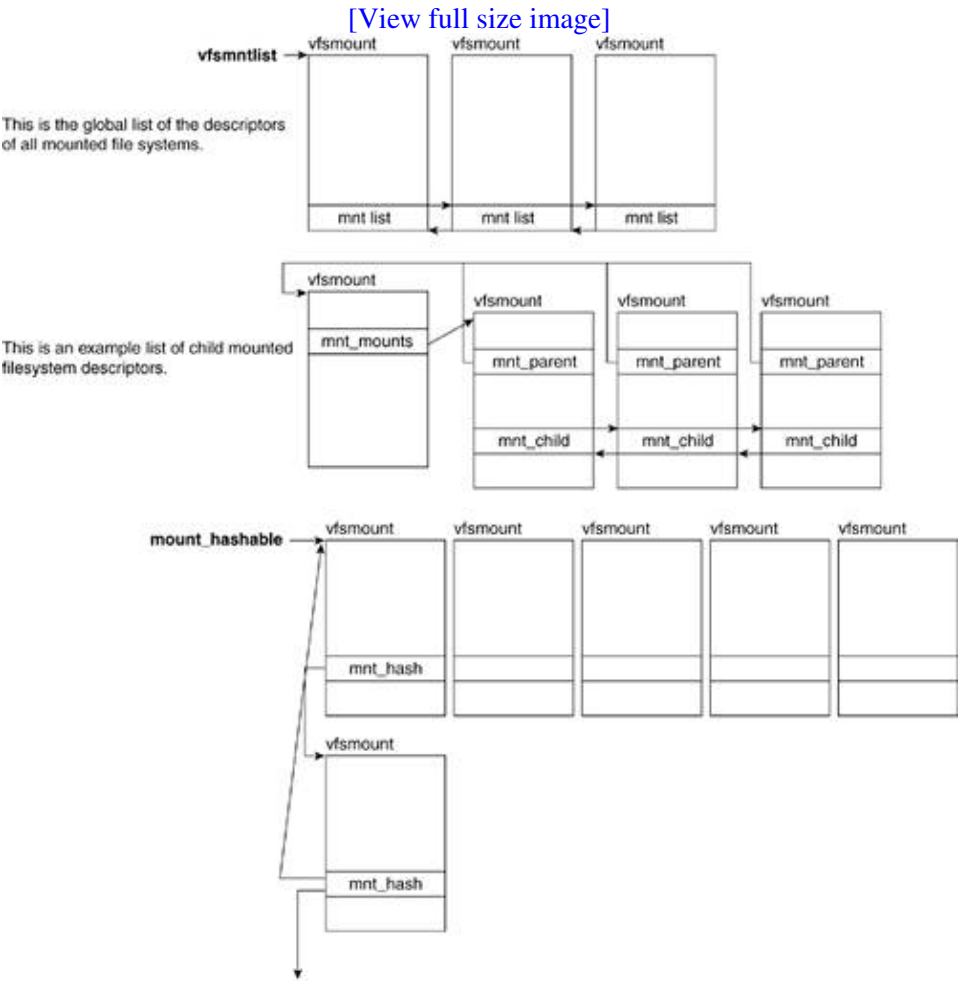 [View full size image]
vfsmntlist
vfsmount
vfsmount
vfsmount
This is the global list of the descriptors
of all mounted file systems.
mnt list
mnt list
mnt list
vfsmount
vfsmount
vfsmount
vfsmount
This is an example list of child mounted
filesystem descriptors.
mnt_mounts
mnt_parent
mnt_parent
mnt_parent
mnt_child
mnt_child
mnt_child
mount_hashable
vfsmount
vfsmount
vfsmount
vfsmount
vfsmount
mnt_hash
vfsmount
mnt_hash